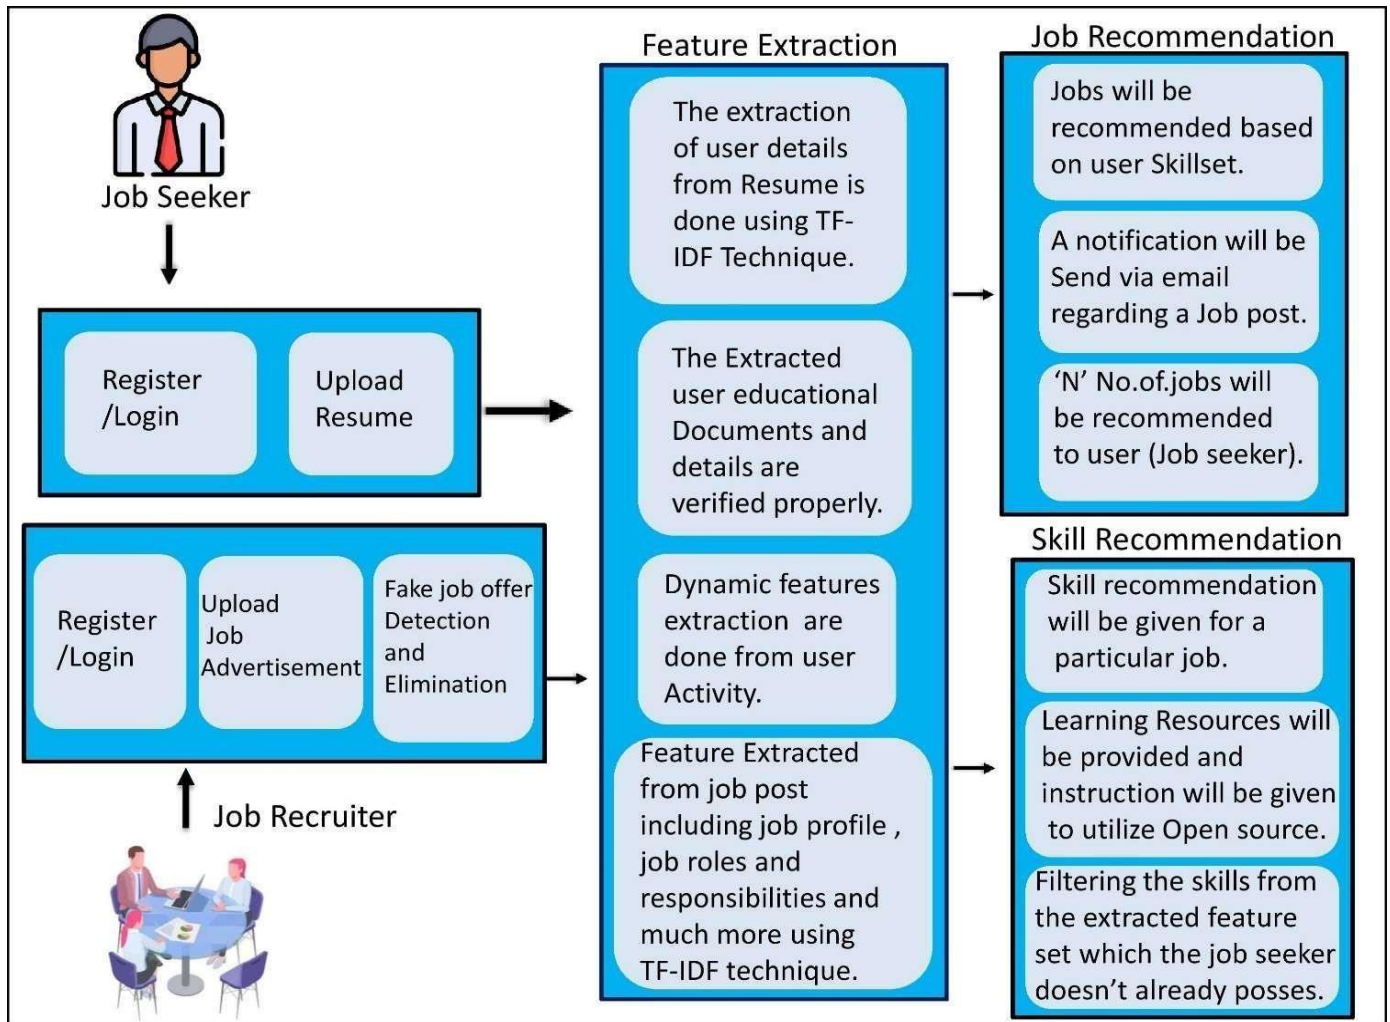 Job Seeker
Register
/Login
Upload
Resume
Register
/Login
Upload
Job
Advertisement
Fake job offer
Detection
and
Elimination
Job Recruiter
Feature Extraction
The extraction
of user details
from Resume is
done using TF-
IDF Technique.
The Extracted
user educational
Documents and
details are
verified properly.
Dynamic features
extraction are
done from user
Activity.
Feature Extracted
from job post
including job profile ,
job roles and
responsibilities and
much more using
TF-IDF technique.
Job Recommendation
Jobs will be
recommended based
on user Skillset.
A notification will be
Send via email
regarding a Job post.
‘N’ No.of.jobs will
be recommended
to user (Job seeker).
Skill Recommendation
Skill recommendation
will be given for a
particular job.
Learning Resources will
be provided and
instruction will be given
to utilize Open source.
Filtering the skills from
the extracted feature
set which the job seeker
doesn’t already posses.